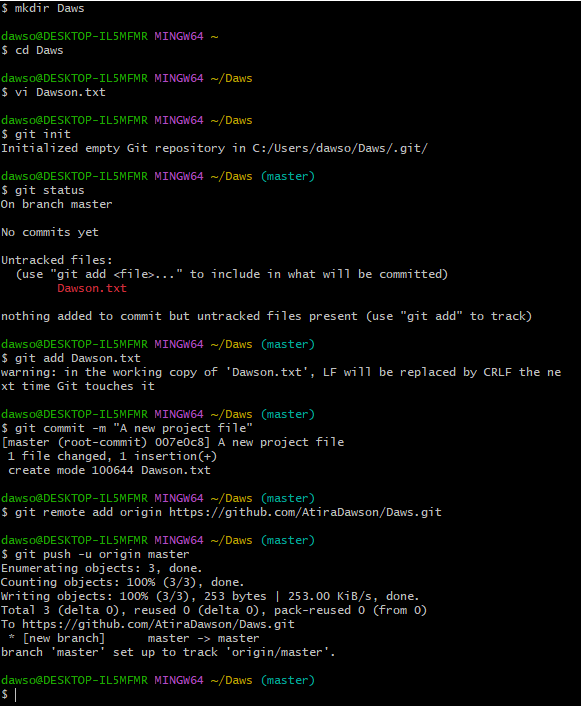 $ mkdir Daws
dawso@DESKTOP-IL5MFMR MINGW64 ~
$ cd Daws
dawso@DESKTOP-IL5MFMR MINGW64 ~/Daws
$ vi Dawson.txt
dawso@DESKTOP-IL5MFMR MINGW64 ~/Daws
$ git init
Initialized empty Git repository in C:/Users/dawso/Daws/.git/
dawso@DESKTOP-IL5MFMR MINGW64 ~/Daws (master)
$ git status
On branch master
No commits yet
Untracked files:
  (use "git add <file>..." to include in what will be committed)
        Dawson.txt
nothing added to commit but untracked files present (use "git add" to track)
dawso@DESKTOP-IL5MFMR MINGW64 ~/Daws (master)
$ git add Dawson.txt
warning: in the working copy of 'Dawson.txt', LF will be replaced by CRLF the ne
xt time Git touches it
dawso@DESKTOP-IL5MFMR MINGW64 ~/Daws (master)
$ git commit -m "A new project file"
[master (root-commit) 007e0c8] A new project file
 1 file changed, 1 insertion(+)
 create mode 100644 Dawson.txt
dawso@DESKTOP-IL5MFMR MINGW64 ~/Daws (master)
$ git remote add origin https://github.com/AtiraDawson/Daws.git
dawso@DESKTOP-IL5MFMR MINGW64 ~/Daws (master)
$ git push -u origin master
Enumerating objects: 3, done.
Counting objects: 100% (3/3), done.
Writing objects: 100% (3/3), 253 bytes | 253.00 KiB/s, done.
Total 3 (delta 0), reused 0 (delta 0), pack-reused 0 (from 0)
To https://github.com/AtiraDawson/Daws.git
 * [new branch]      master -> master
branch 'master' set up to track 'origin/master'.
dawso@DESKTOP-IL5MFMR MINGW64 ~/Daws (master)
$